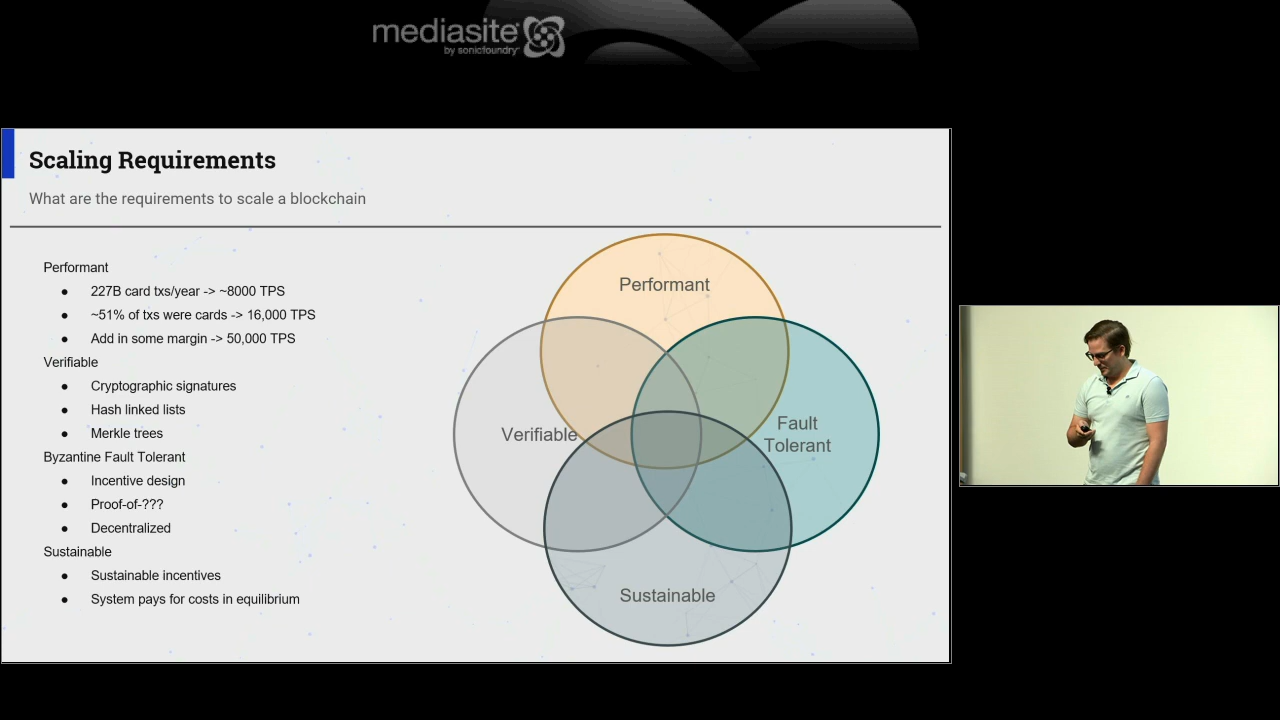 mediasite
by sonicfoundry
Scaling Requirements
What are the requirements to scale a blockchain
Performant
● 227B card txs/year -> ~8000 TPS
● ~51% of txs were cards -> 16,000 TPS
● Add in some margin -> 50,000 TPS
Verifiable
● Cryptographic signatures
● Hash linked lists
● Merkle trees
Byzantine Fault Tolerant
● Incentive design
● Proof-of-???
● Decentralized
Sustainable
● Sustainable incentives
● System pays for costs in equilibrium
Performant
Verifiable
Fault
Tolerant
Sustainable